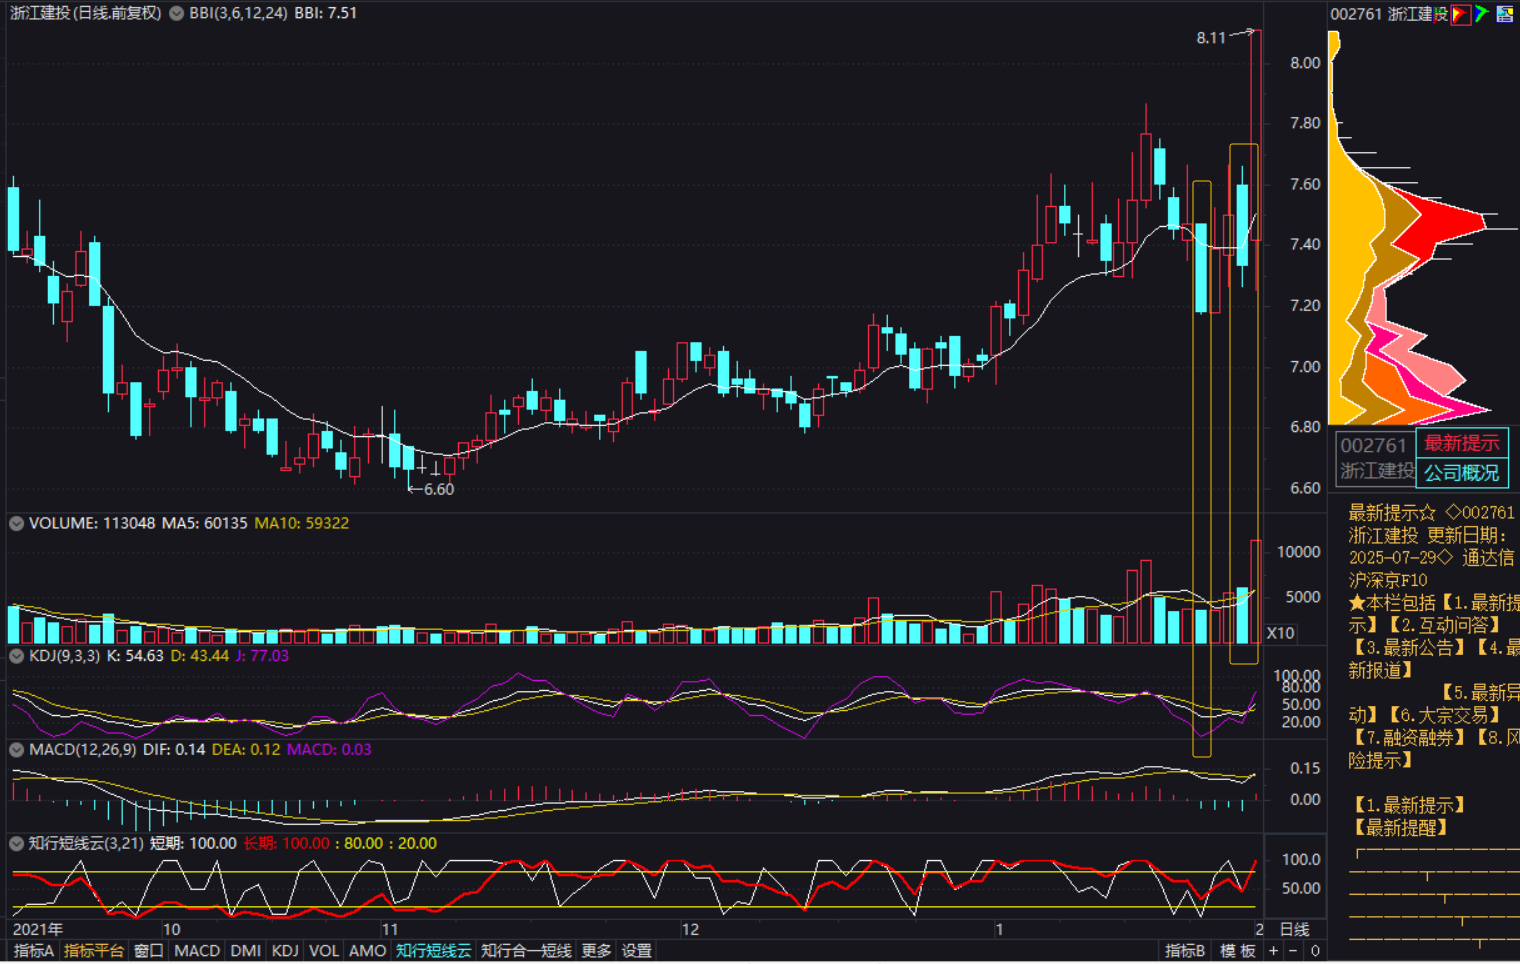 浙江建投(日线.前复权) BBI(3,6,12,24) BBI: 7.51
002761 浙江建投
8.11
8.00
7.80
7.60
7.40
7.20
7.00
6.80
6.60
←6.60
VOLUME: 113048 MA5: 60135 MA10: 59322
10000
5000
X10
KDJ(9,3,3) K: 54.63 D: 43.44 J: 77.03
100.00
80.00
50.00
20.00
MACD(12,26,9) DIF: 0.14 DEA: 0.12 MACD: 0.03
0.15
0.00
知行短线云(3,21) 短期: 100.00 长期: 100.00 : 80.00 : 20.00
100.0
50.00
2021年 10 11 12 1 2 日线
指标A 指标平台 窗口 MACD DMI KDJ VOL AMO 知行短线云 知行合一短线 更多 设置 指标B 模板 + - 0
002761 最新提示
浙江建投 公司概况
最新提示☆ ◇002761
浙江建投 更新日期:
2025-07-29◇ 通达信
沪深京F10
★本栏包括【1.最新提
示】【2.互动问答】
【3.最新公告】【4.最
新报道】
【5.最新异
动】【6.大宗交易】
【7.融资融券】【8.风
险提示】
【1.最新提示】
【最新提醒】